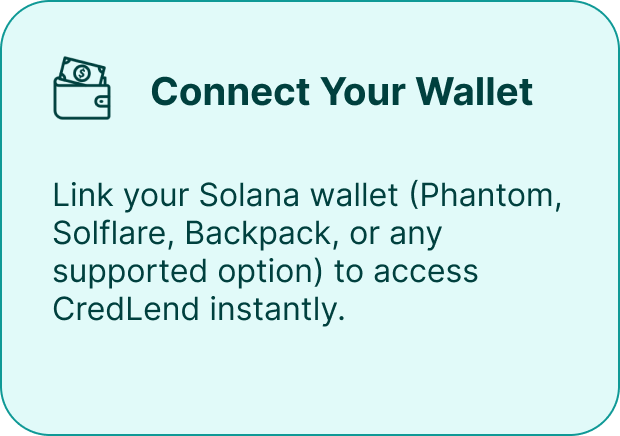 Connect Your Wallet
Link your Solana wallet (Phantom,
Solflare, Backpack, or any
supported option) to access
CredLend instantly.